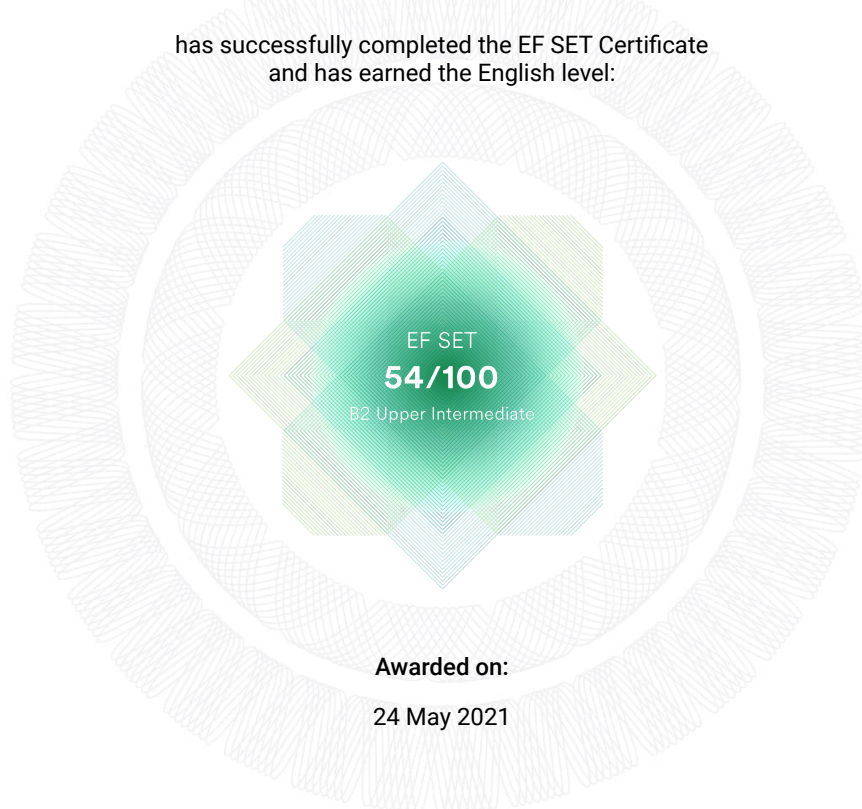 has successfully completed the EF SET Certificate
and has earned the English level:
EF SET
54/100
B2 Upper Intermediate
Awarded on:
24 May 2021